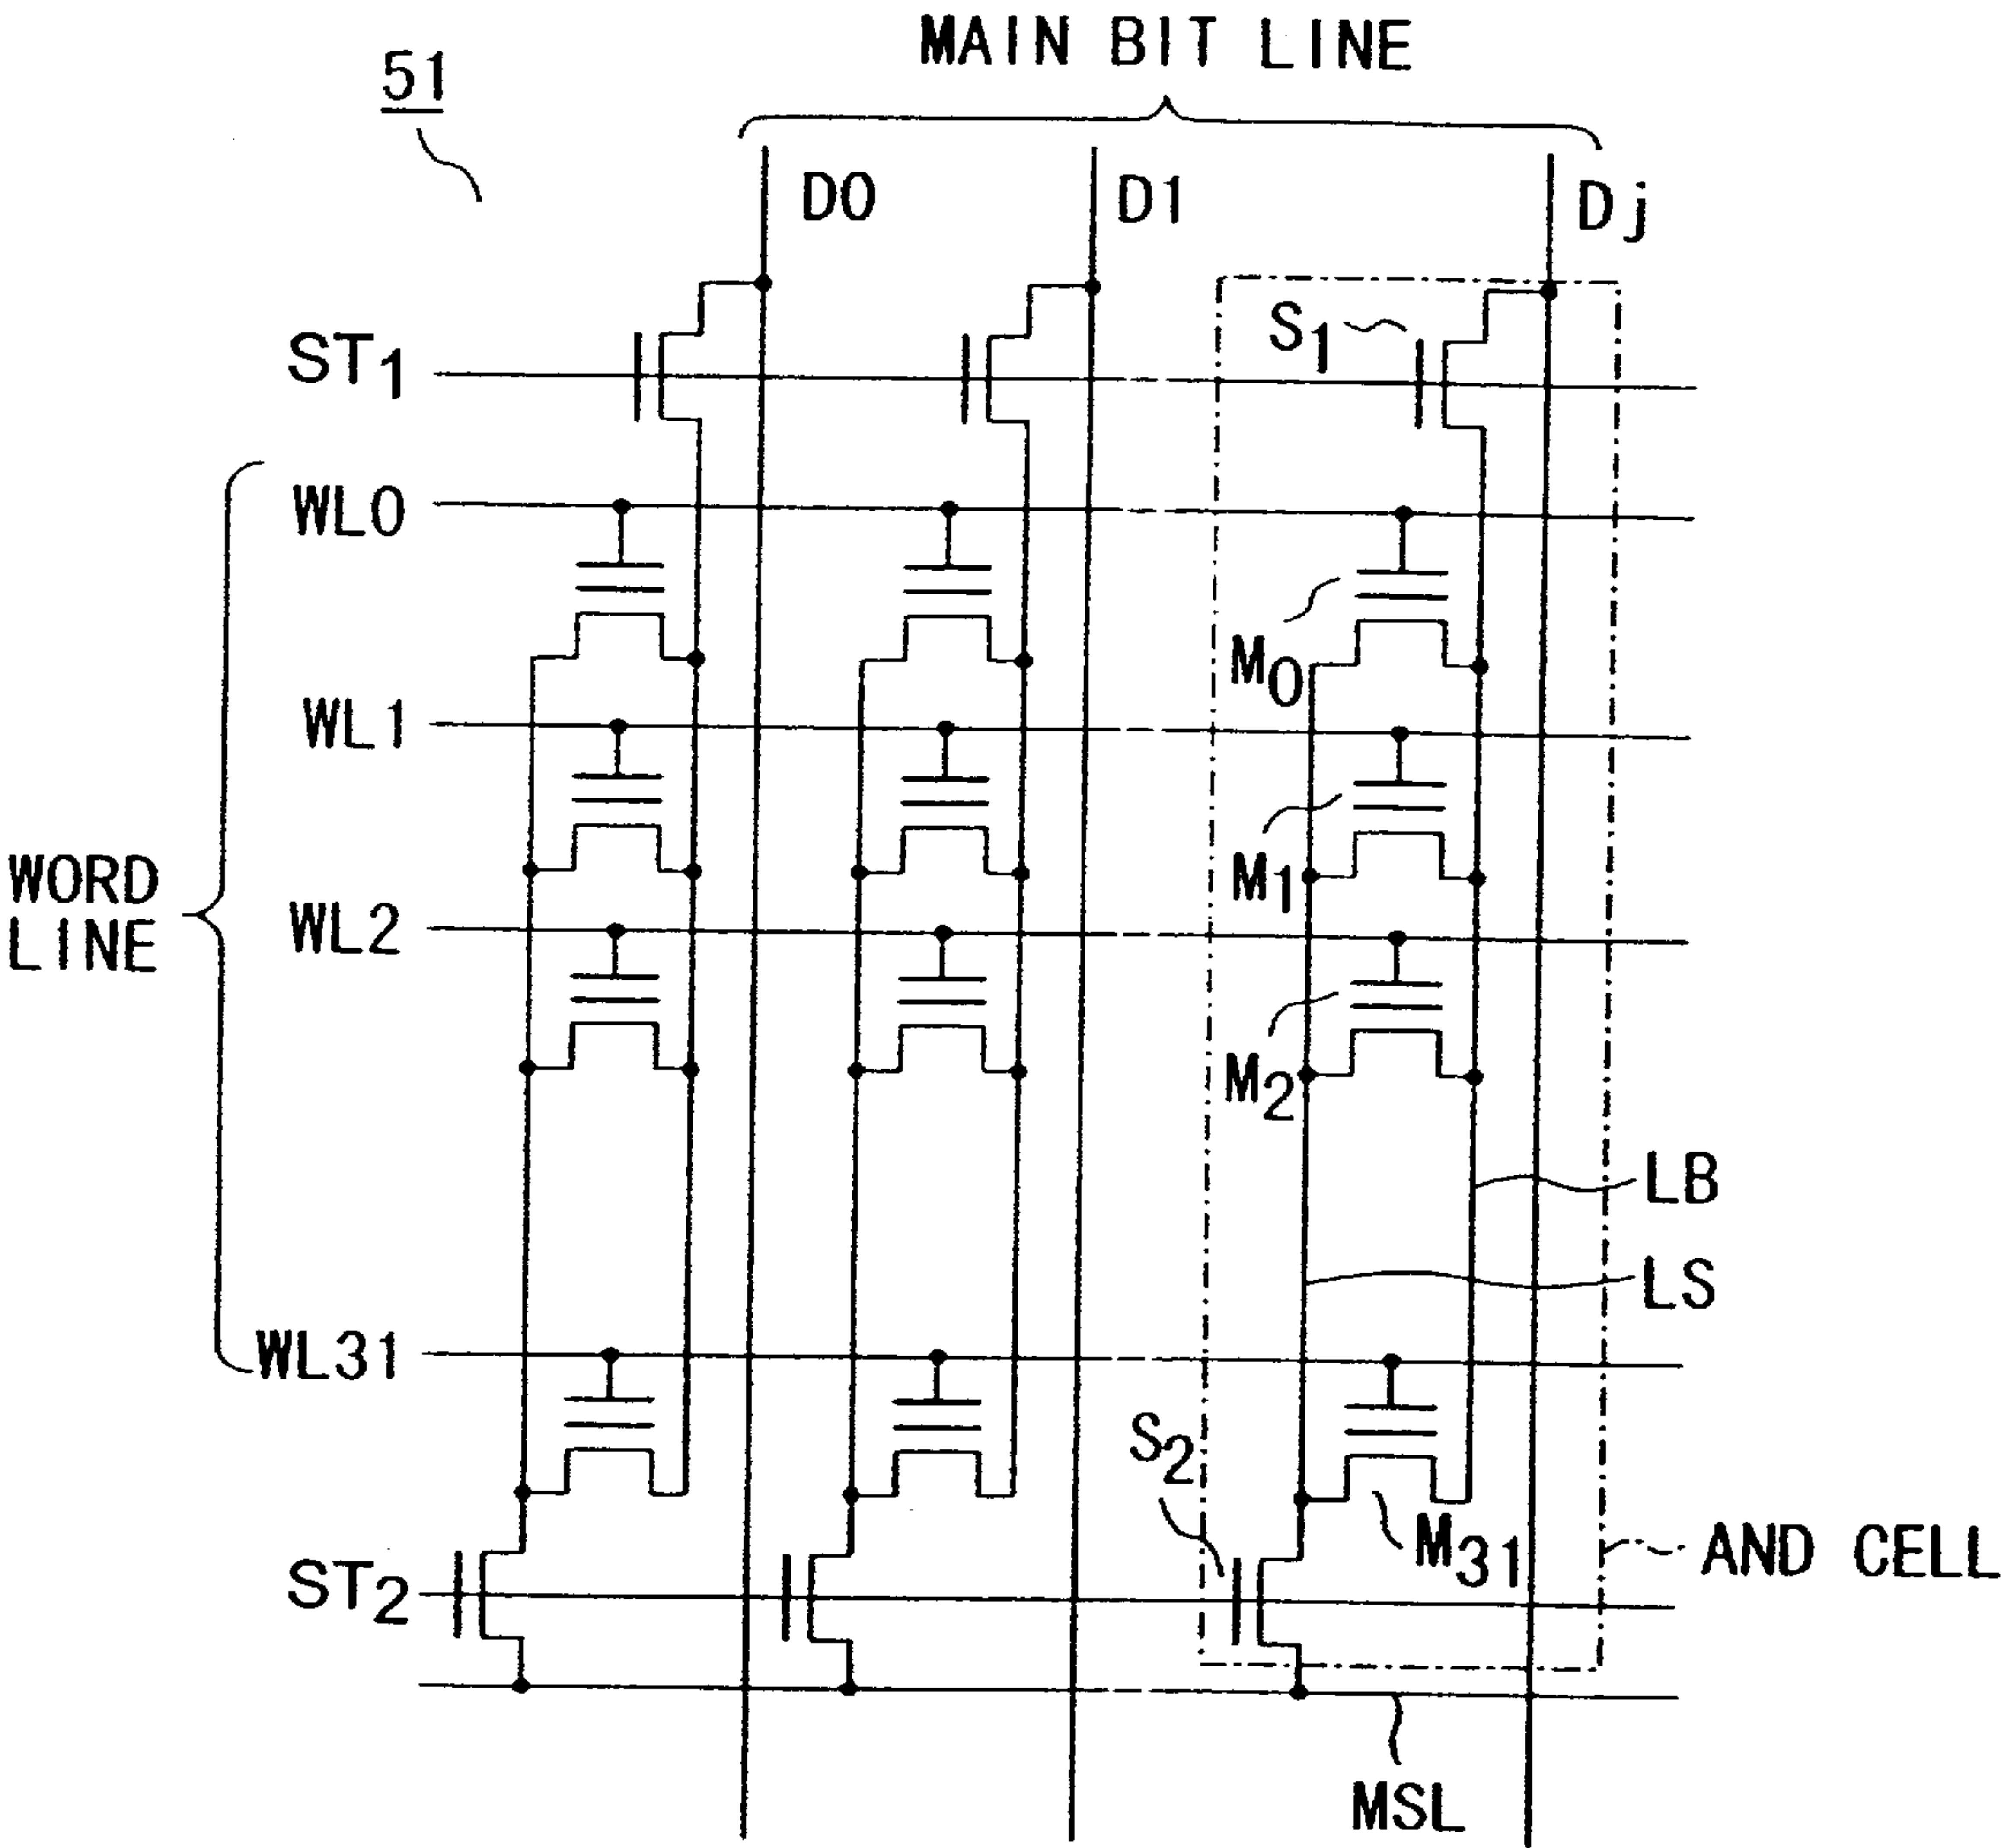 MAIN BIT LINE
51
D0
D1
Dj
ST1
S1
WL0
M0
WL1
M1
WORD
LINE
WL2
M2
LB
LS
WL31
S2
M31
AND CELL
ST2
MSL